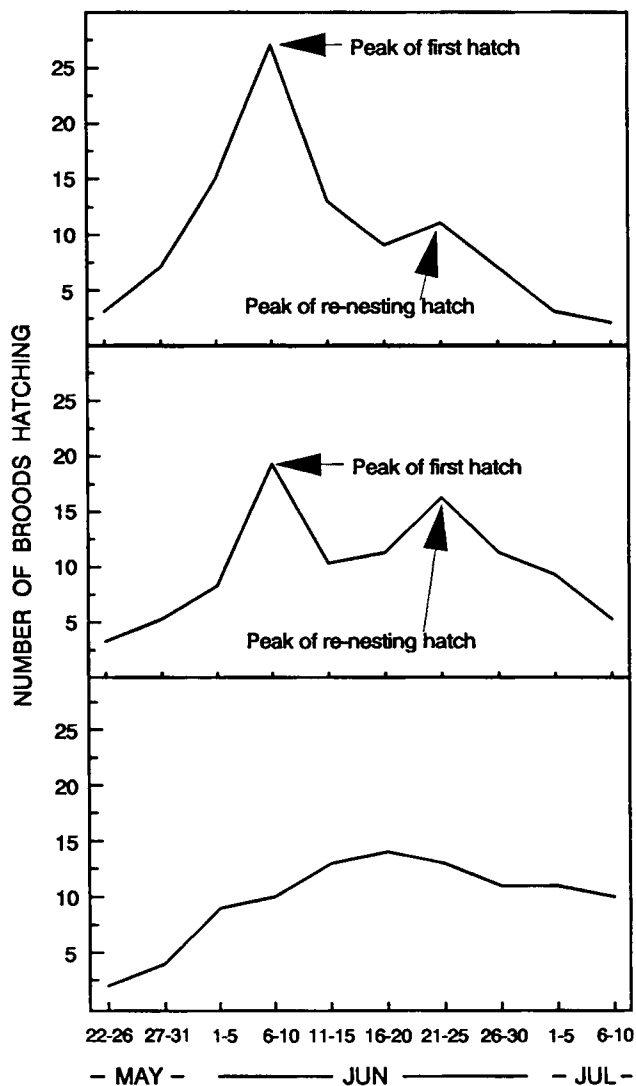 NUMBER OF BROODS HATCHING
25
20
15
10
5
Peak of first hatch
Peak of re-nesting hatch
25
20
15
10
5
Peak of first hatch
Peak of re-nesting hatch
25
20
15
10
5
22-26 27-31 1-5 6-10 11-15 16-20 21-25 26-30 1-5 6-10
- MAY - —— JUN —— - JUL -